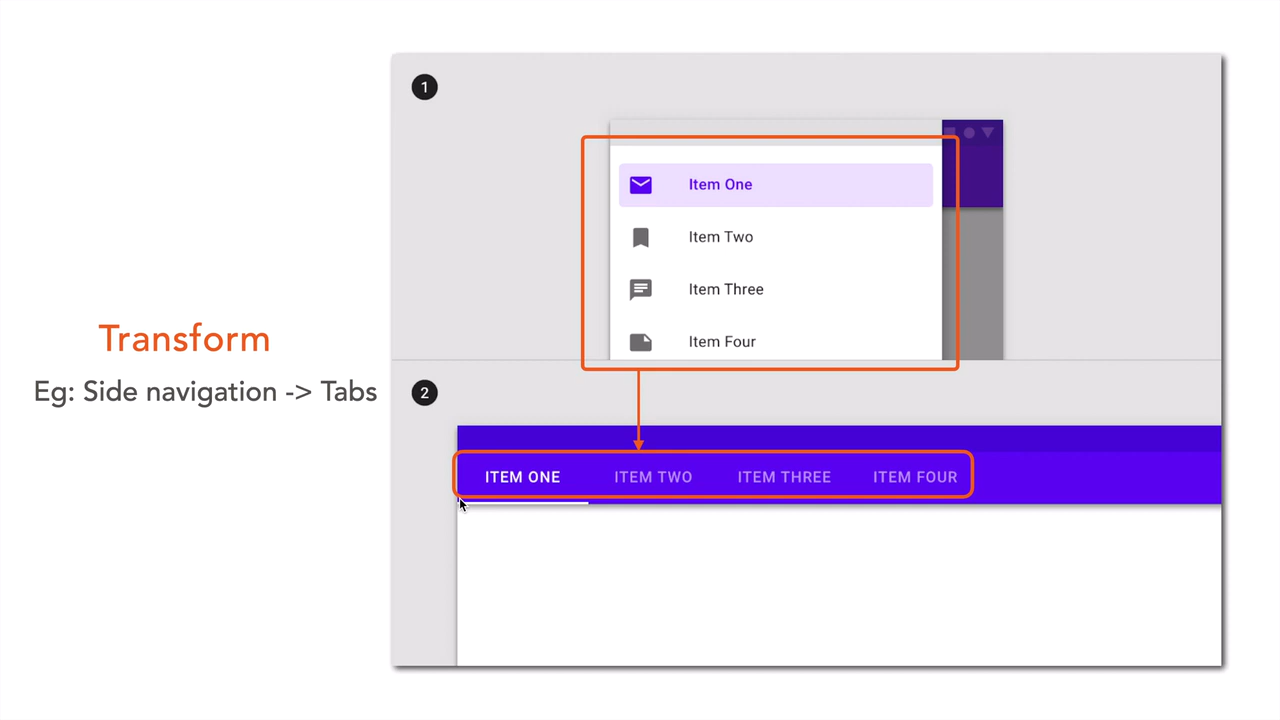 Transform
Eg: Side navigation -> Tabs
1
Item One
Item Two
Item Three
Item Four
2
ITEM ONE ITEM TWO ITEM THREE ITEM FOUR